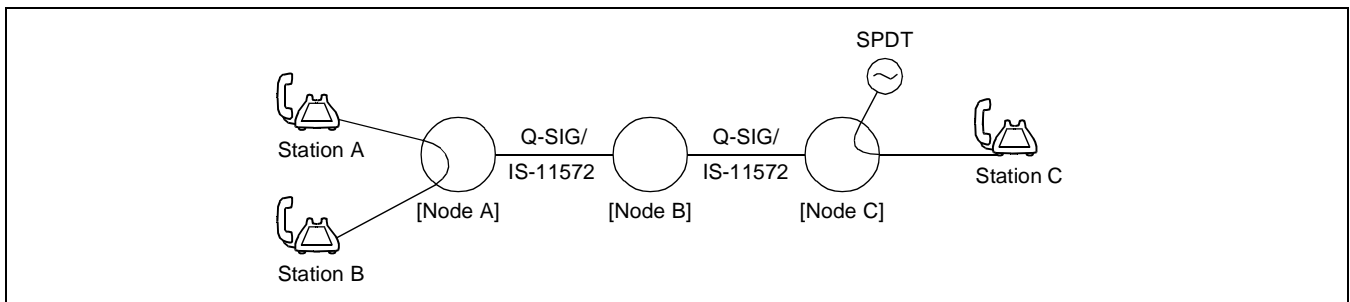 SPDT
Station A
Q-SIG/
IS-11572
Q-SIG/
IS-11572
Station C
[Node A]
[Node B]
[Node C]
Station B